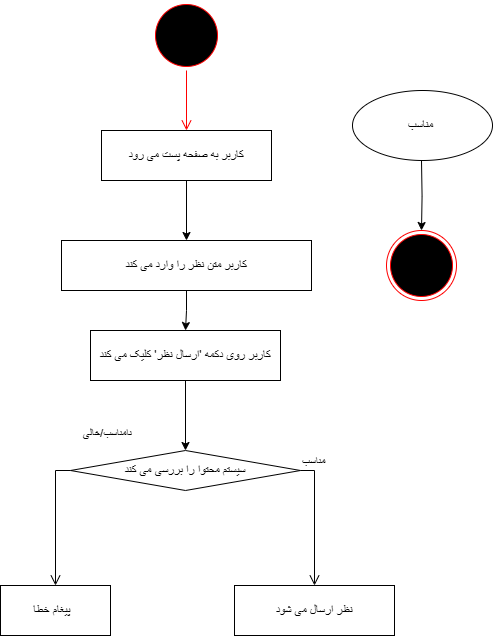 مناسب
کاربر به صفحه پست می رود
کاربر متن نظر را وارد می کند
کاربر روی دکمه 'ارسال نظر' کلیک می کند
نامناسب/خالی
مناسب
سیستم محتوا را بررسی می کند
پیغام خطا
نظر ارسال می شود